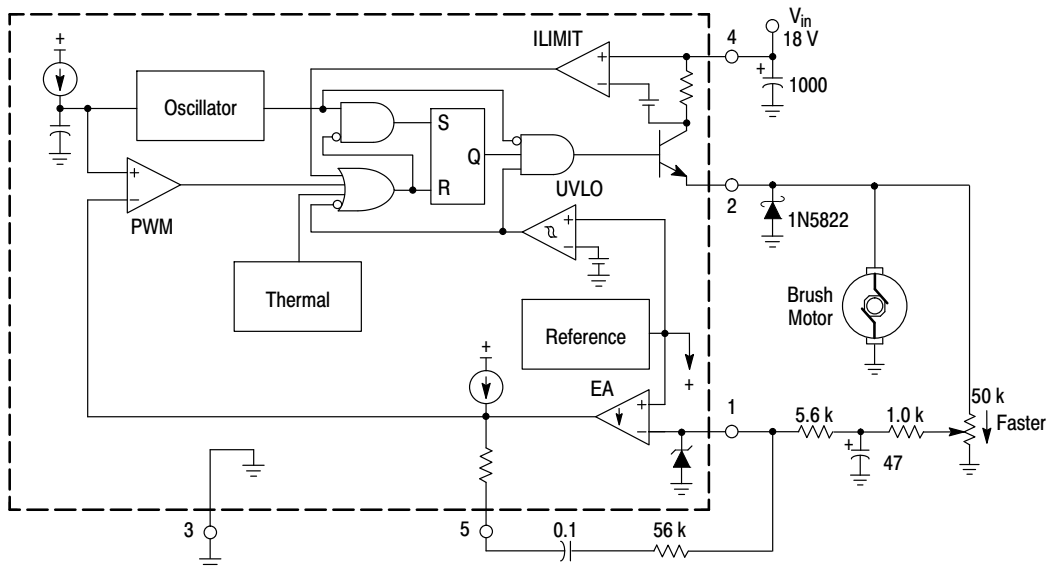 +
Oscillator
ILIMIT
+
−
4
Vin
18 V
+
1000
S
Q
R
+
−
PWM
UVLO
+
−
2
1N5822
Thermal
Brush
Motor
Reference
+
+
EA
+
−
1
5.6 k
1.0 k
50 k
Faster
+
47
3
5
0.1
56 k